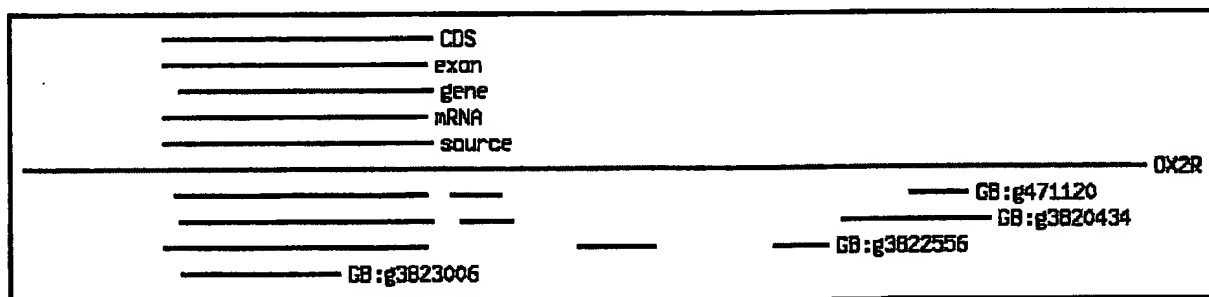 CDS
exon
gene
mRNA
source
OX2R
GB:g471120
GB:g3820434
GB:g3822556
GB:g3823006